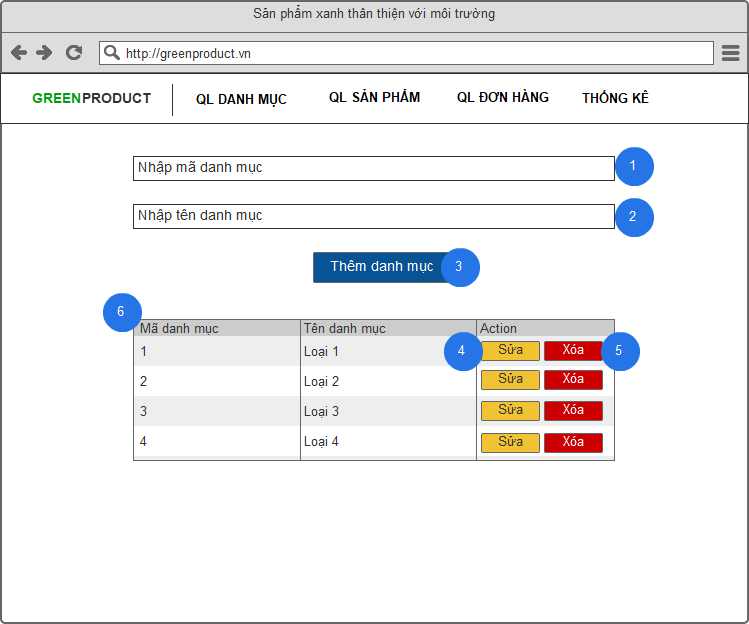 Sản phẩm xanh thân thiện với môi trường
http://greenproduct.vn
GREENPRODUCT QL DANH MỤC QL SẢN PHẨM QL ĐƠN HÀNG THỐNG KÊ
Nhập mã danh mục 1
Nhập tên danh mục 2
Thêm danh mục 3
6
Mã danh mục Tên danh mục Action
1 Loại 1 4 Sửa Xóa 5
2 Loại 2 Sửa Xóa
3 Loại 3 Sửa Xóa
4 Loại 4 Sửa Xóa